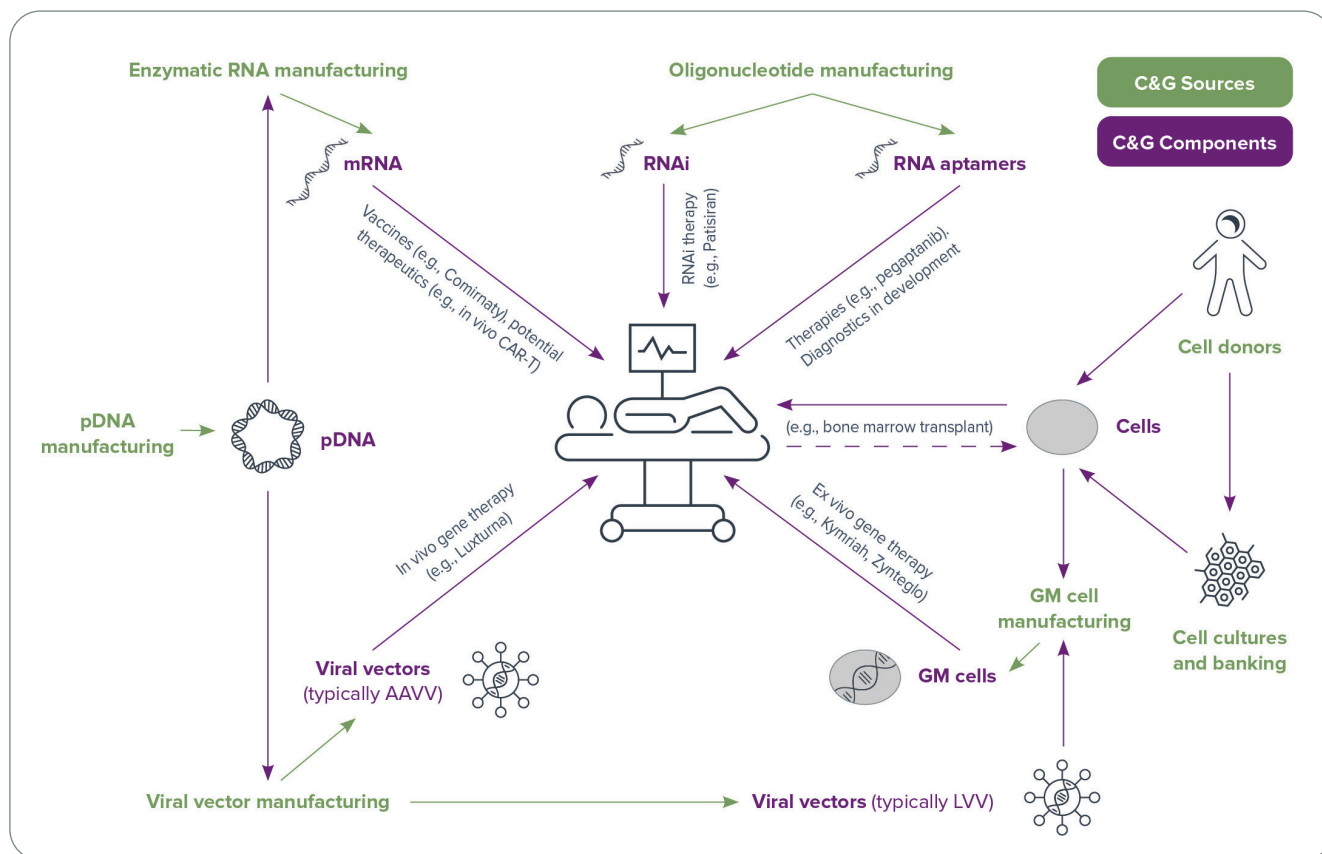 Enzymatic RNA manufacturing
Oligonucleotide manufacturing
C&G Sources
C&G Components
mRNA
RNAi
RNA aptamers
Vaccines (e.g., Comirnaty), potential
therapeutics (e.g., in vivo CAR-T)
RNAi therapy
(e.g., Patisiran)
Therapies (e.g., pegaptanib).
Diagnostics in development
Cell donors
pDNA
manufacturing
pDNA
(e.g., bone marrow transplant)
Cells
In vivo gene therapy
(e.g., Luxturna)
Ex vivo gene therapy
(e.g., Kymriah, Zynteglo)
GM cell
manufacturing
Cell cultures
and banking
Viral vectors
(typically AAVV)
GM cells
Viral vector manufacturing
Viral vectors (typically LVV)